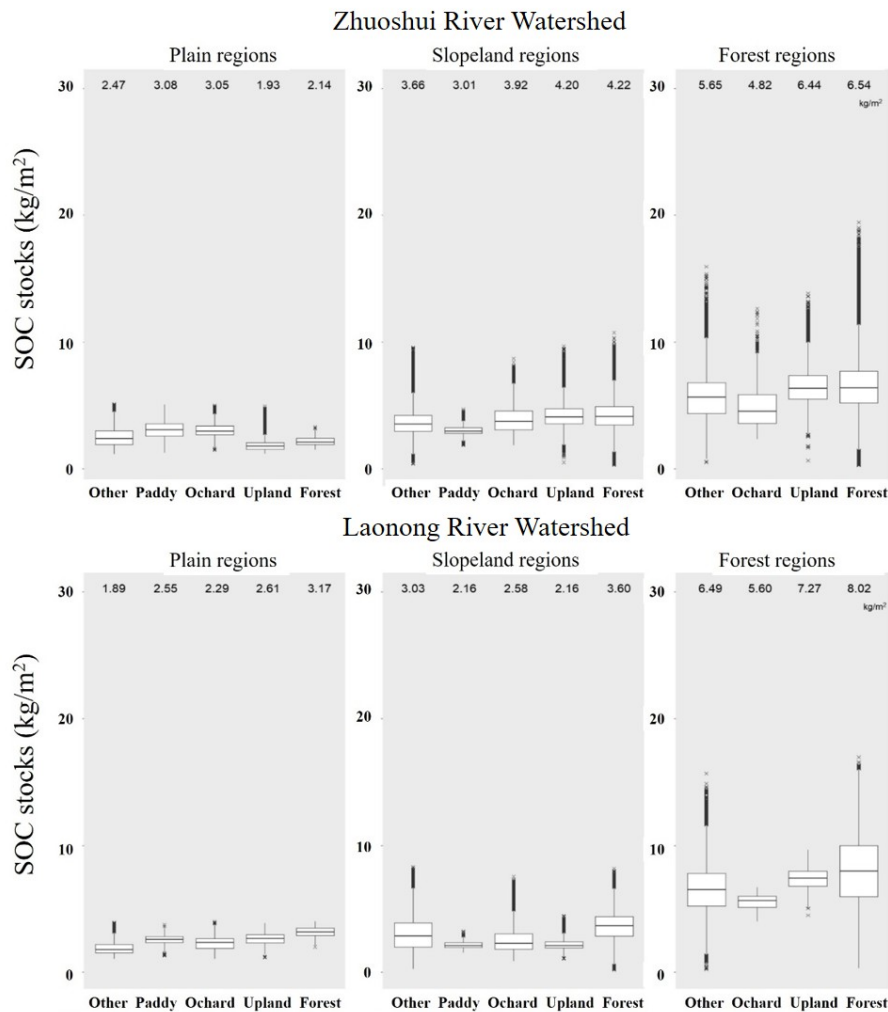 Zhuoshui River Watershed
Plain regions Slopeland regions Forest regions
SOC stocks (kg/m²)
30 2.47 3.08 3.05 1.93 2.14
20
10
0
Other Paddy Ochard Upland Forest
30 3.66 3.01 3.92 4.20 4.22
20
10
0
Other Paddy Ochard Upland Forest
30 5.65 4.82 6.44 6.54
kg/m²
20
10
0
Other Ochard Upland Forest
Laonong River Watershed
Plain regions Slopeland regions Forest regions
SOC stocks (kg/m²)
30 1.89 2.55 2.29 2.61 3.17
20
10
0
Other Paddy Ochard Upland Forest
30 3.03 2.16 2.58 2.16 3.60
20
10
0
Other Paddy Ochard Upland Forest
30 6.49 5.60 7.27 8.02
kg/m²
20
10
0
Other Ochard Upland Forest